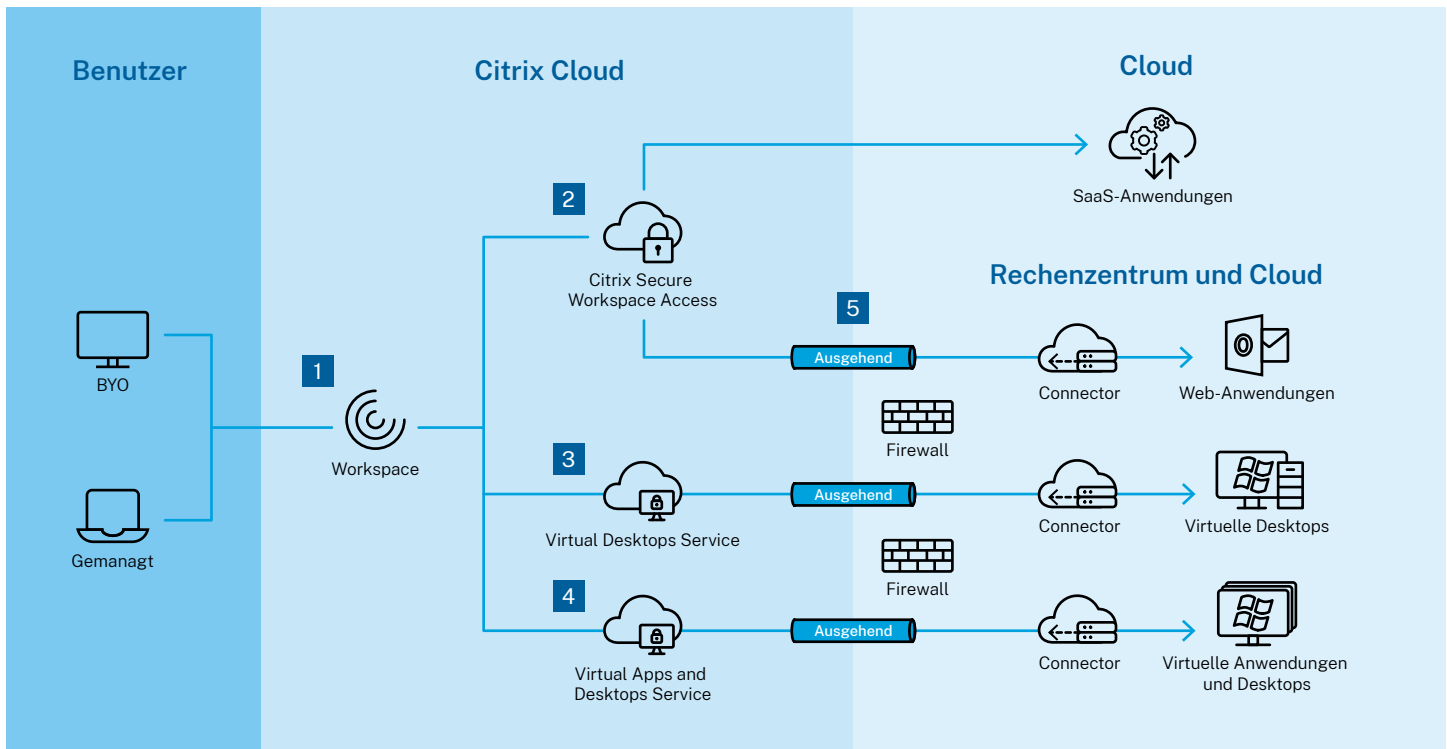 Benutzer
Citrix Cloud
Cloud
SaaS-Anwendungen
2
Citrix Secure
Workspace Access
Rechenzentrum und Cloud
5
Ausgehend
Connector
Web-Anwendungen
BYO
1
Workspace
Gemanagt
Firewall
3
Virtual Desktops Service
Ausgehend
Connector
Virtuelle Desktops
Firewall
4
Virtual Apps and
Desktops Service
Ausgehend
Connector
Virtuelle Anwendungen
und Desktops